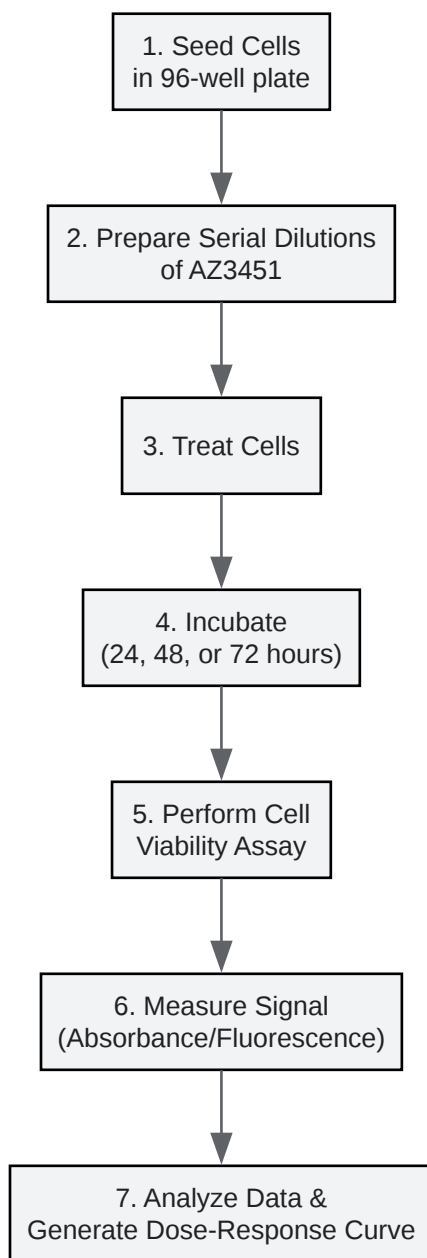 1. Seed Cells
in 96-well plate
2. Prepare Serial Dilutions
of AZ3451
3. Treat Cells
4. Incubate
(24, 48, or 72 hours)
5. Perform Cell
Viability Assay
6. Measure Signal
(Absorbance/Fluorescence)
7. Analyze Data &
Generate Dose-Response Curve